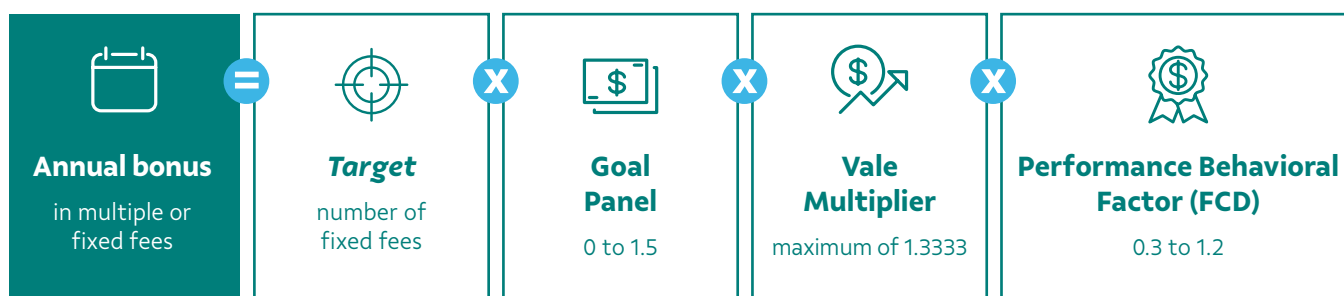 Annual bonus
in multiple or
fixed fees
=
Target
number of
fixed fees
X
$
Goal
Panel
0 to 1.5
X
$
Vale
Multiplier
maximum of 1.3333
X
$
Performance Behavioral
Factor (FCD)
0.3 to 1.2